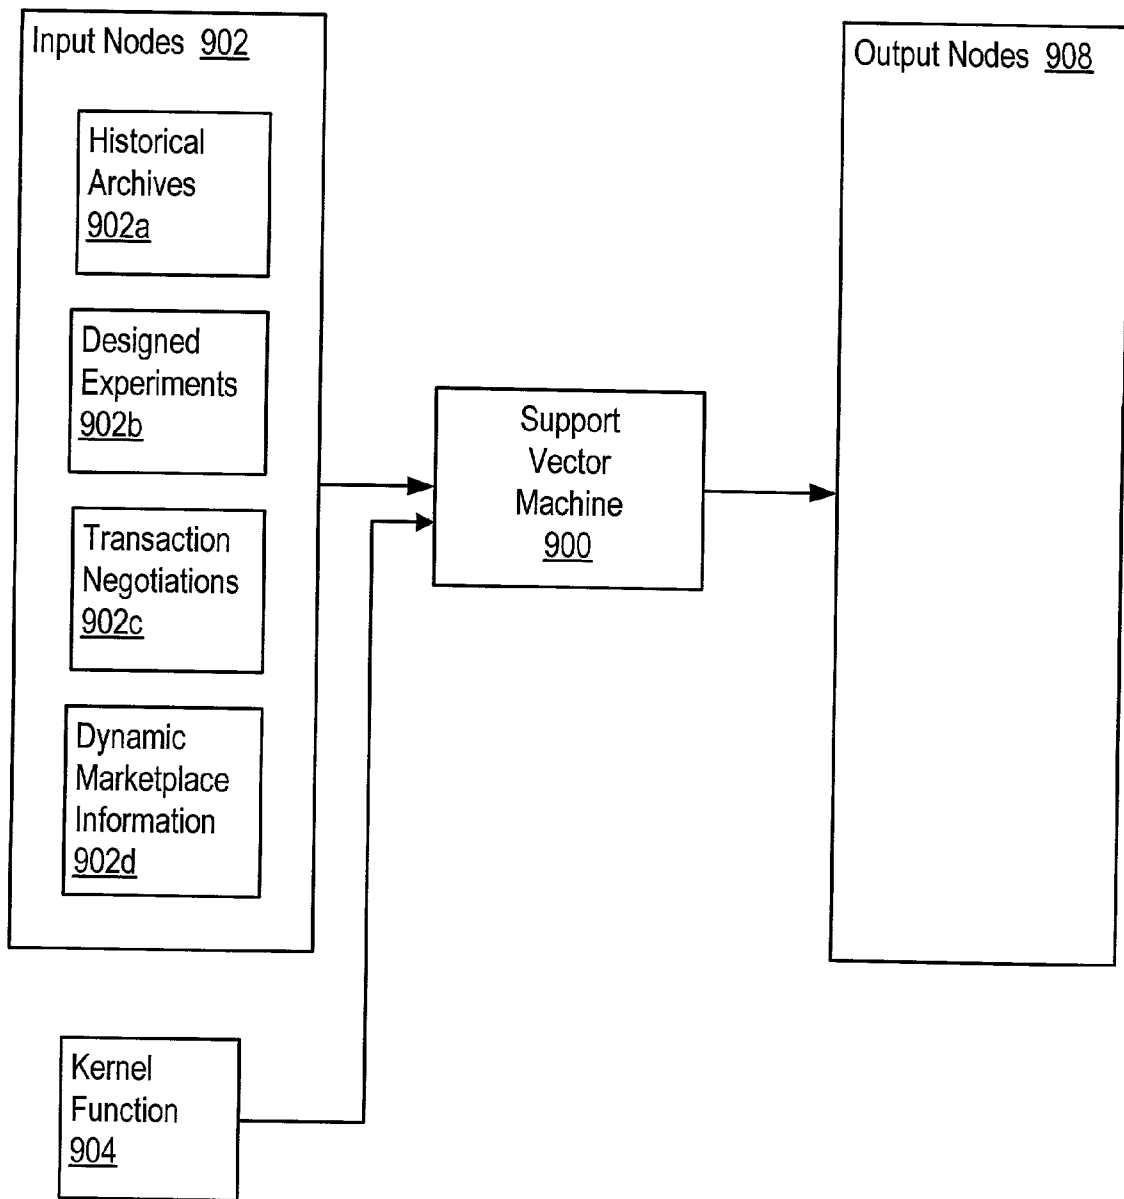 Input Nodes 902
Historical
Archives
902a
Designed
Experiments
902b
Transaction
Negotiations
902c
Dynamic
Marketplace
Information
902d
Kernel
Function
904
Support
Vector
Machine
900
Output Nodes 908